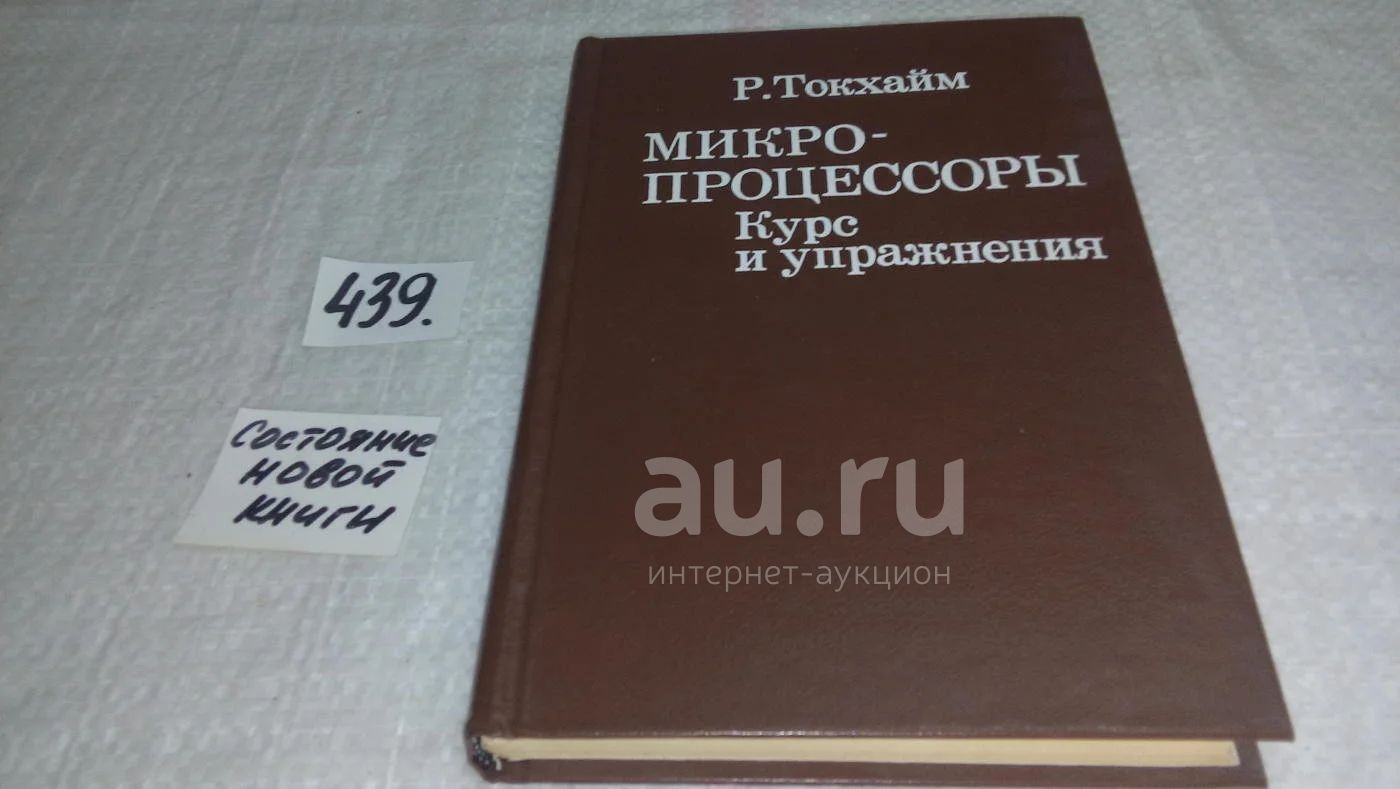 Р.Токхайм
МИКРО-
ПРОЦЕССОРЫ
Курс
и упражнения
439.
Состояние
новой
книги
au.ru
интернет-аукцион